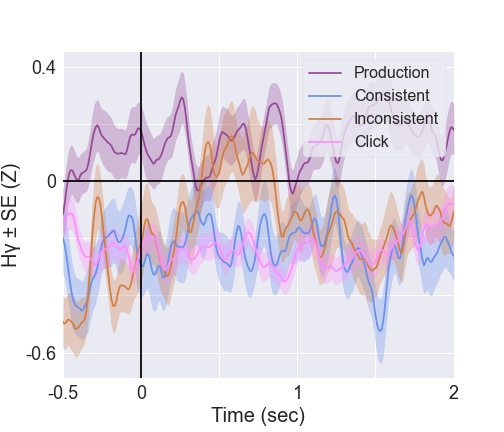 0.4
0
-0.6
Hγ ± SE (Z)
Production
Consistent
Inconsistent
Click
-0.5
0
1
2
Time (sec)